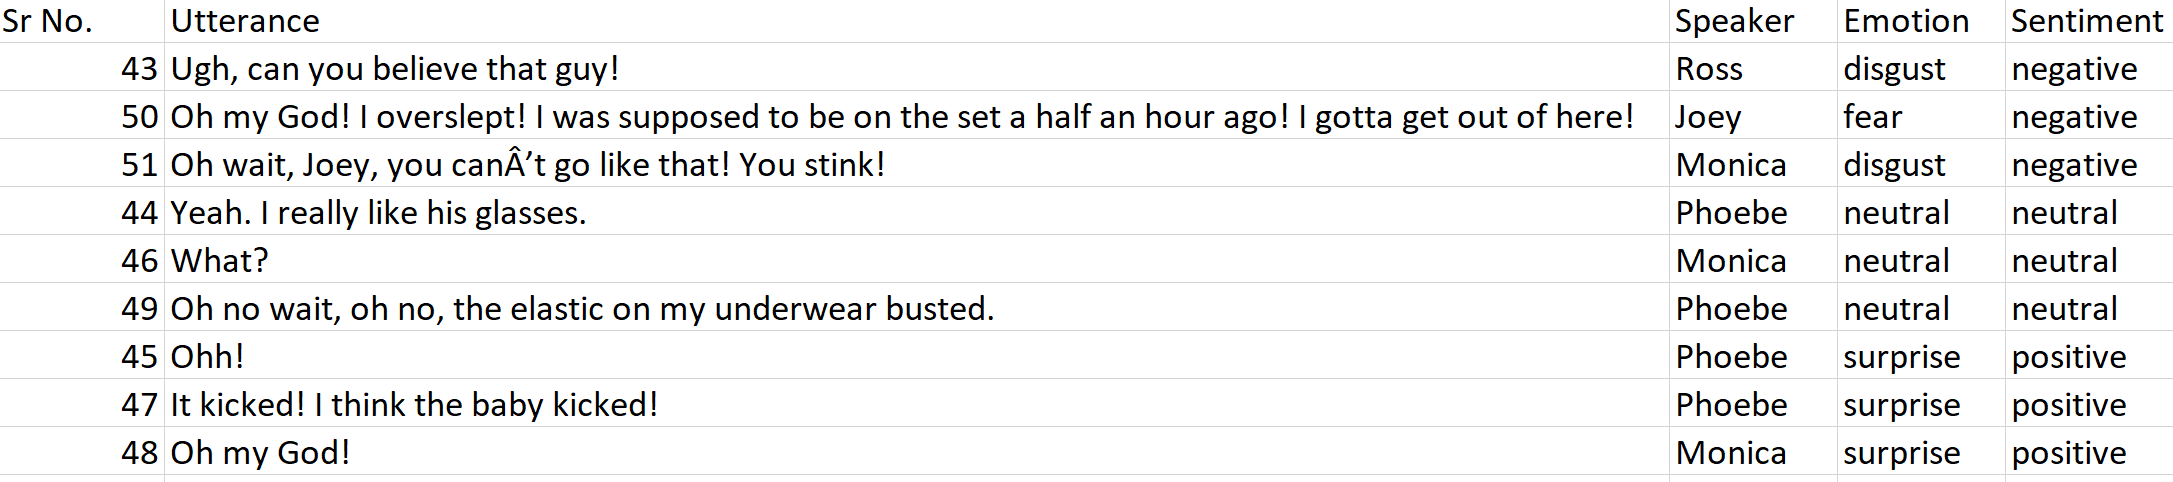 Sr No. Utterance Speaker Emotion Sentiment
43 Ugh, can you believe that guy! Ross disgust negative
50 Oh my God! I overslept! I was supposed to be on the set a half an hour ago! I gotta get out of here! Joey fear negative
51 Oh wait, Joey, you canÂ’t go like that! You stink! Monica disgust negative
44 Yeah. I really like his glasses. Phoebe neutral neutral
46 What? Monica neutral neutral
49 Oh no wait, oh no, the elastic on my underwear busted. Phoebe neutral neutral
45 Ohh! Phoebe surprise positive
47 It kicked! I think the baby kicked! Phoebe surprise positive
48 Oh my God! Monica surprise positive